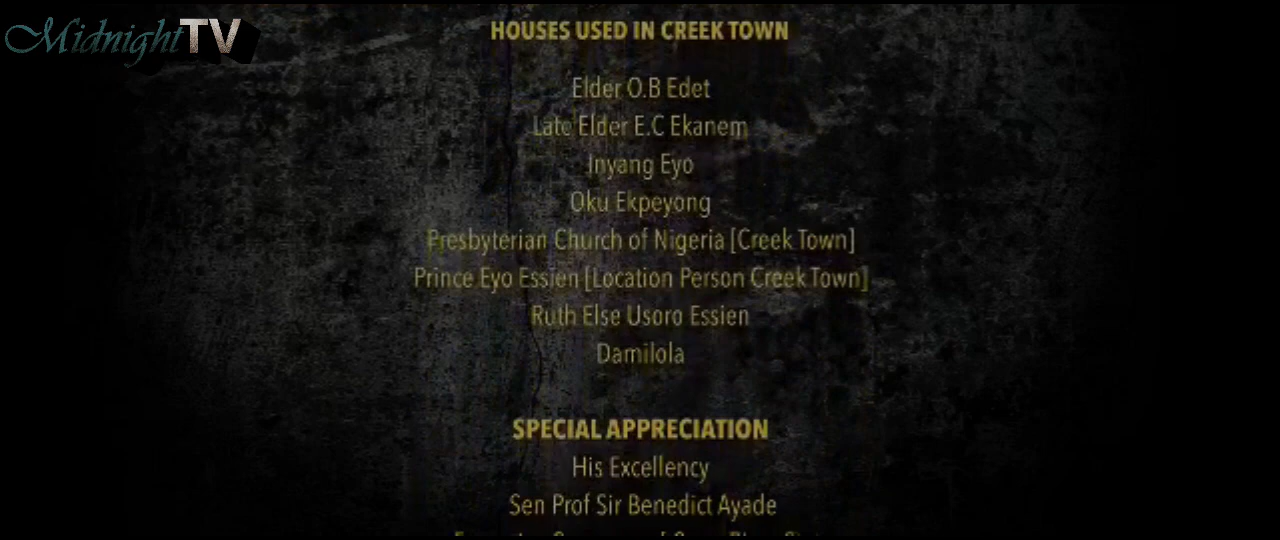 MidnightTV
HOUSES USED IN CREEK TOWN
Elder O.B Edet
Late Elder E.C Ekanem
Inyang Eyo
Oku Ekpeyong
Presbyterian Church of Nigeria [Creek Town]
Prince Eyo Essien [Location Person Creek Town]
Ruth Else Usoro Essien
Damilola
SPECIAL APPRECIATION
His Excellency
Sen Prof Sir Benedict Ayade